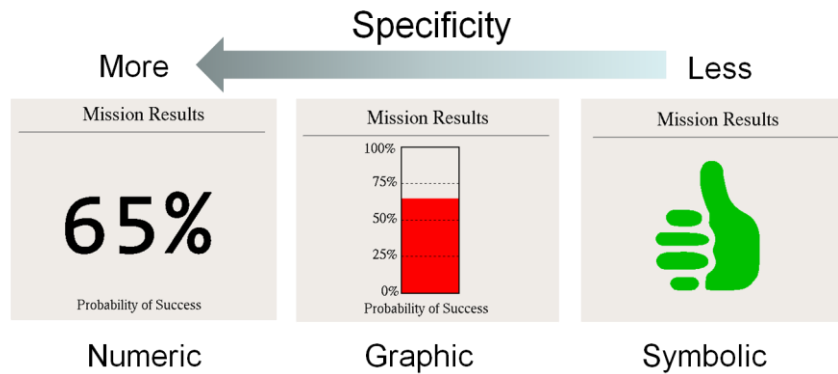 Specificity
More
Less
Mission Results
65%
Probability of Success
Numeric
Mission Results
100%
75%
50%
25%
0%
Probability of Success
Graphic
Mission Results
Symbolic